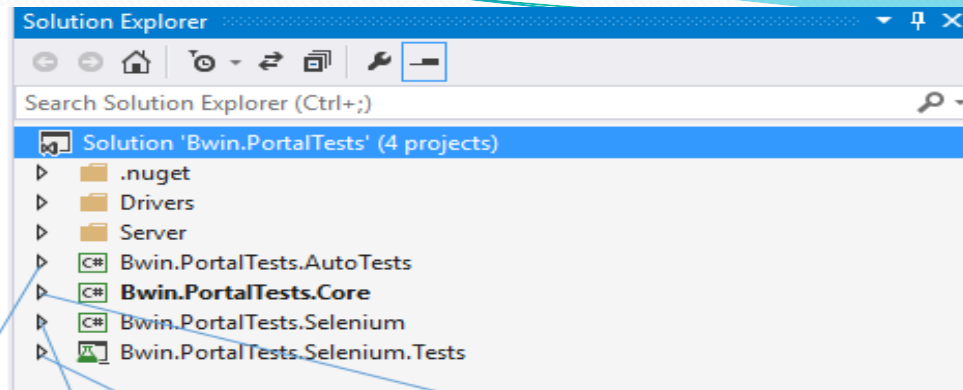 Solution Explorer
Search Solution Explorer (Ctrl+;)
Solution 'Bwin.PortalTests' (4 projects)
.nuget
Drivers
Server
C# Bwin.PortalTests.AutoTests
C# Bwin.PortalTests.Core
C# Bwin.PortalTests.Selenium
Bwin.PortalTests.Selenium.Tests